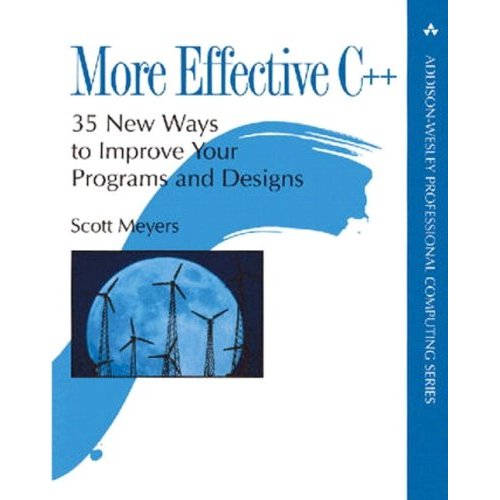 More Effective C++
35 New Ways
to Improve Your
Programs and Designs
Scott Meyers
ADDISON-WESLEY PROFESSIONAL COMPUTING SERIES